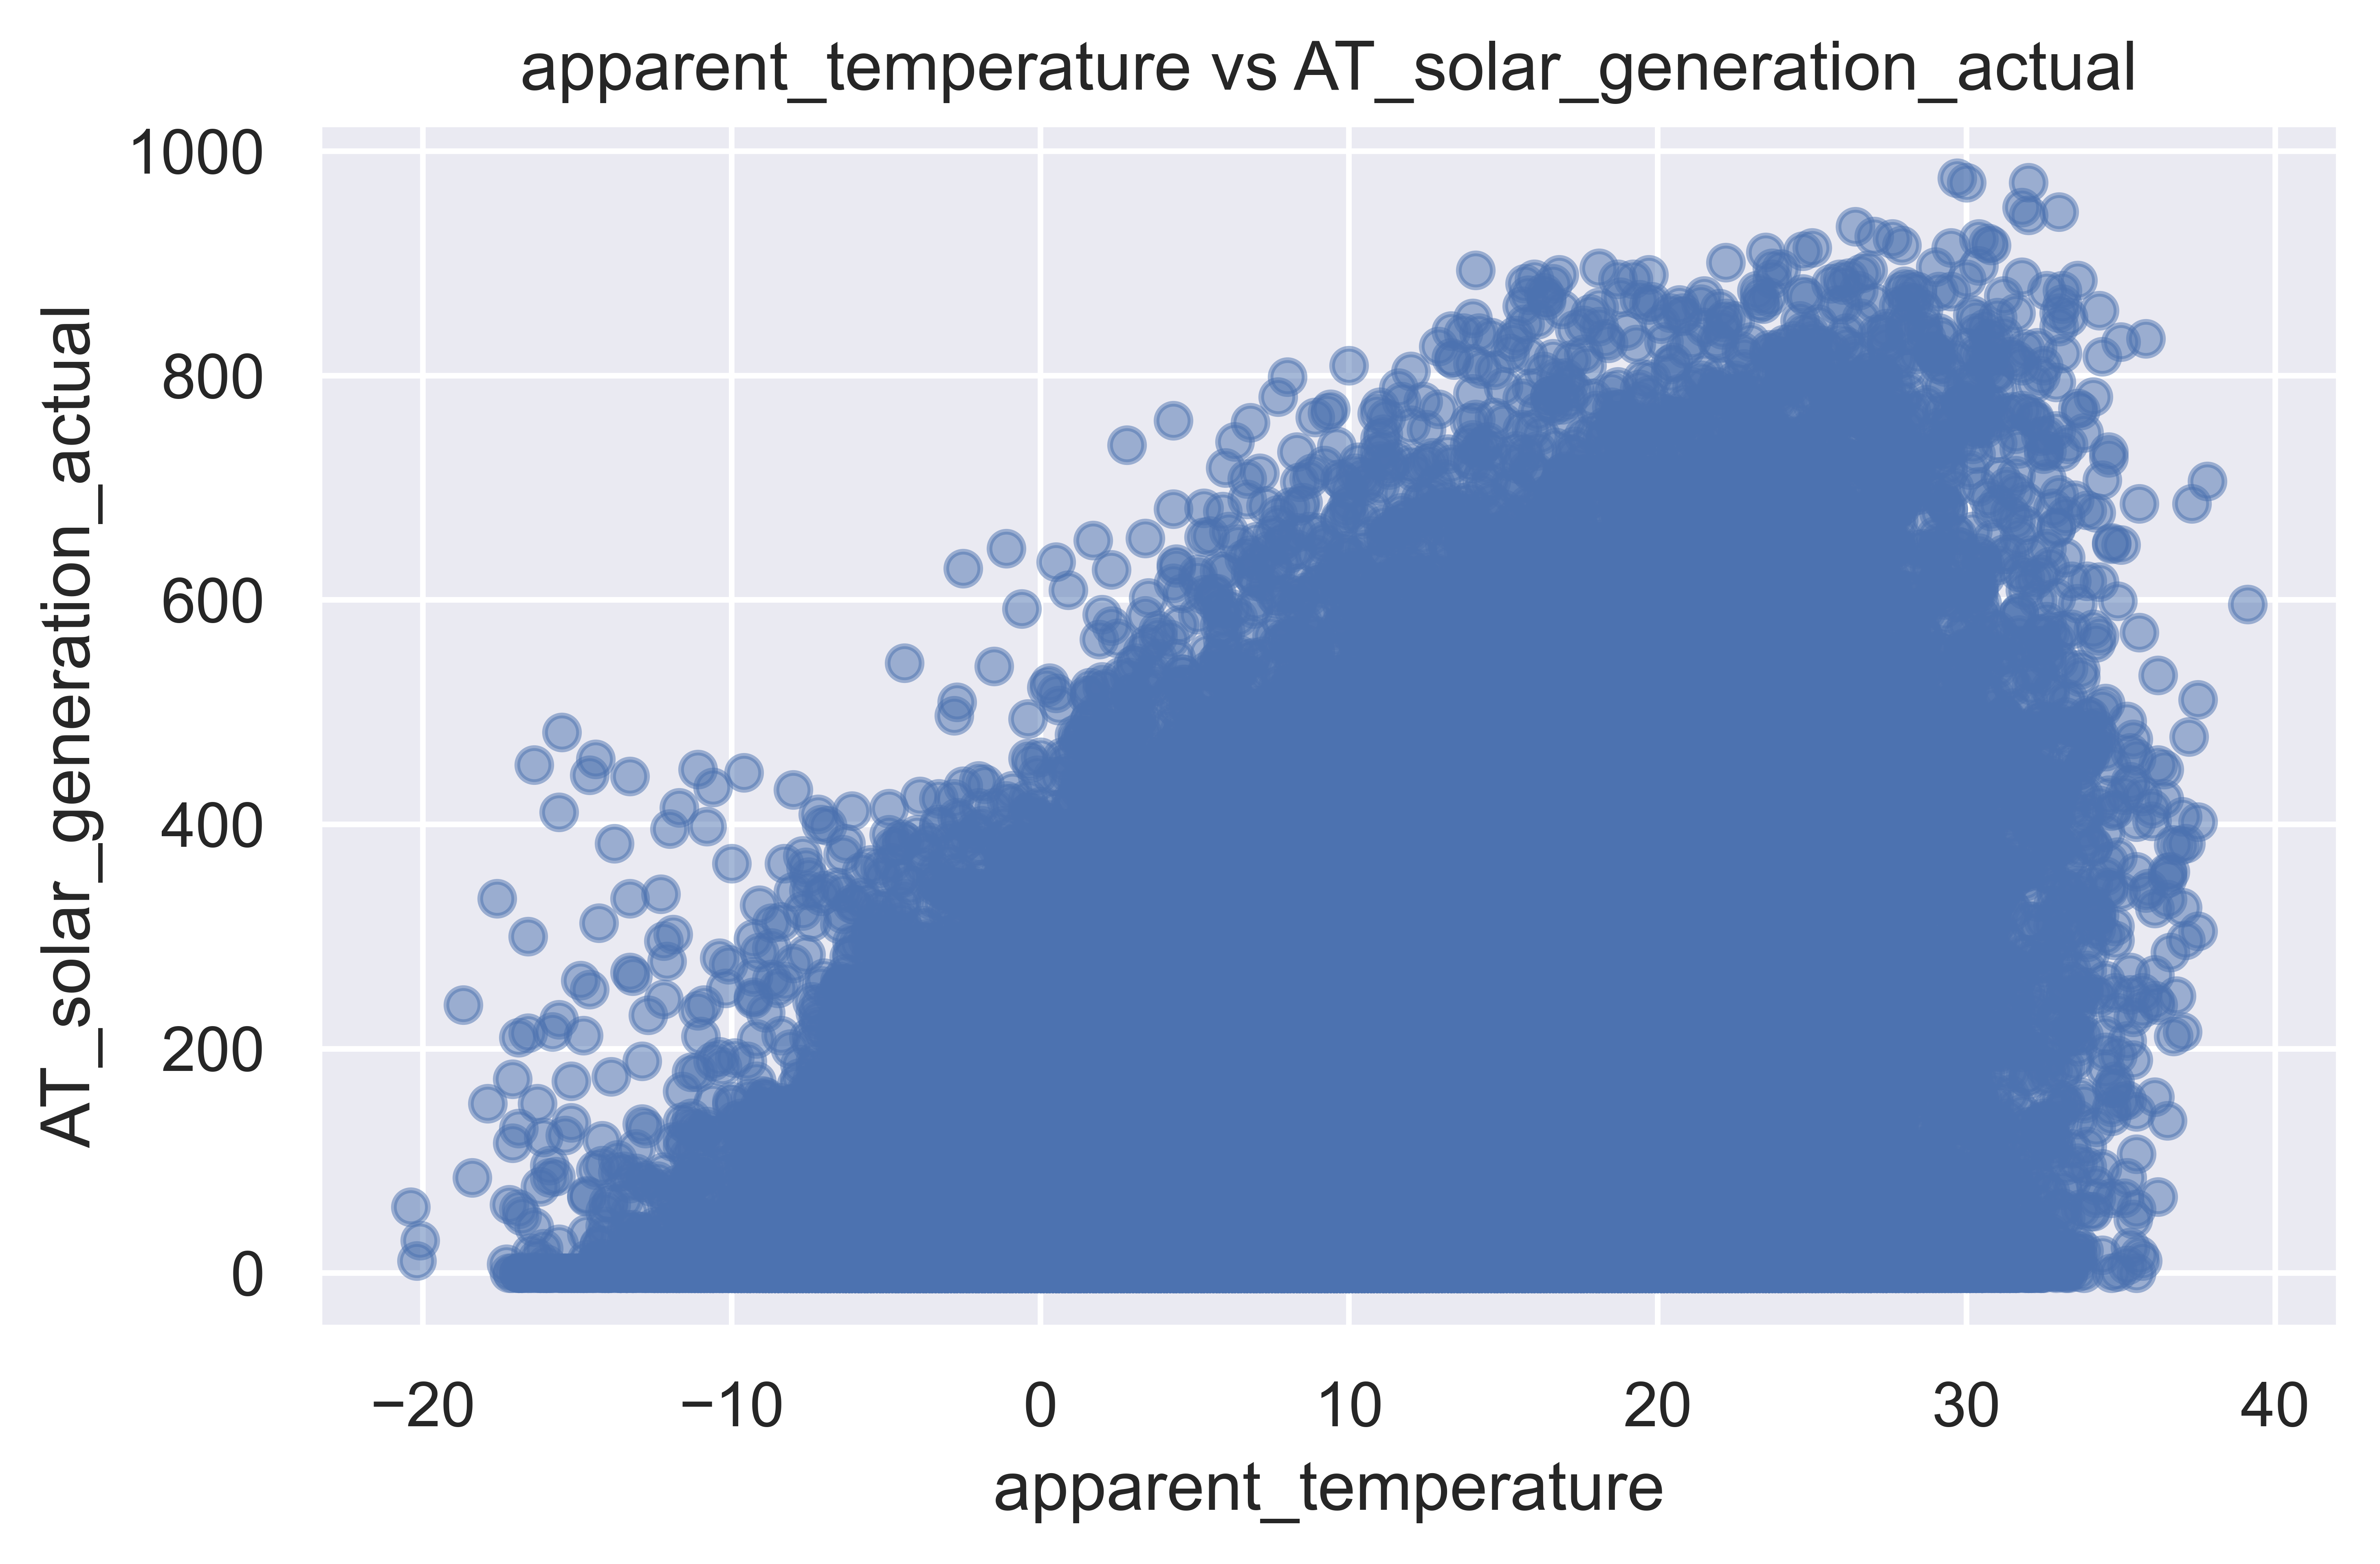 apparent_temperature vs AT_solar_generation_actual
1000
800
600
400
200
0
AT_solar_generation_actual
−20 −10 0 10 20 30 40
apparent_temperature